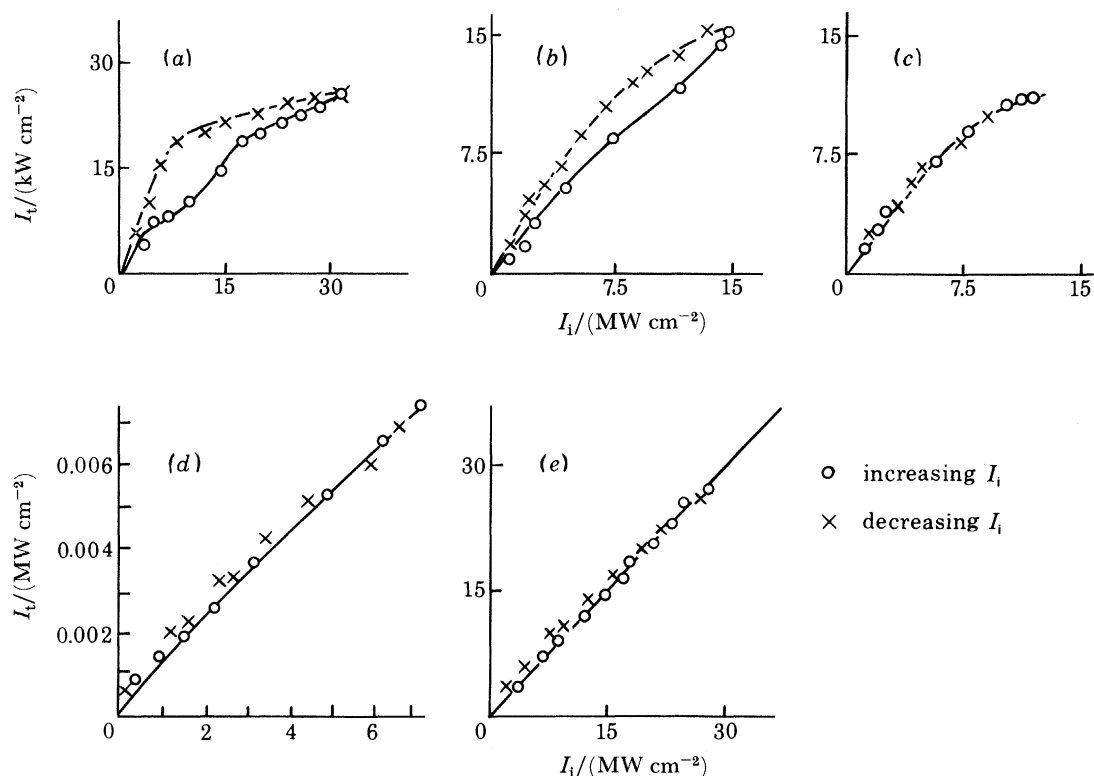 (a)
(b)
(c)
30
15
0
15
30
I_t/(kW cm⁻²)
15
7.5
0
7.5
15
15
7.5
0
7.5
15
I_i/(MW cm⁻²)
(d)
(e)
0.006
0.004
0.002
0
2
4
6
I_t/(MW cm⁻²)
30
15
0
15
30
I_i/(MW cm⁻²)
increasing I_i
decreasing I_i